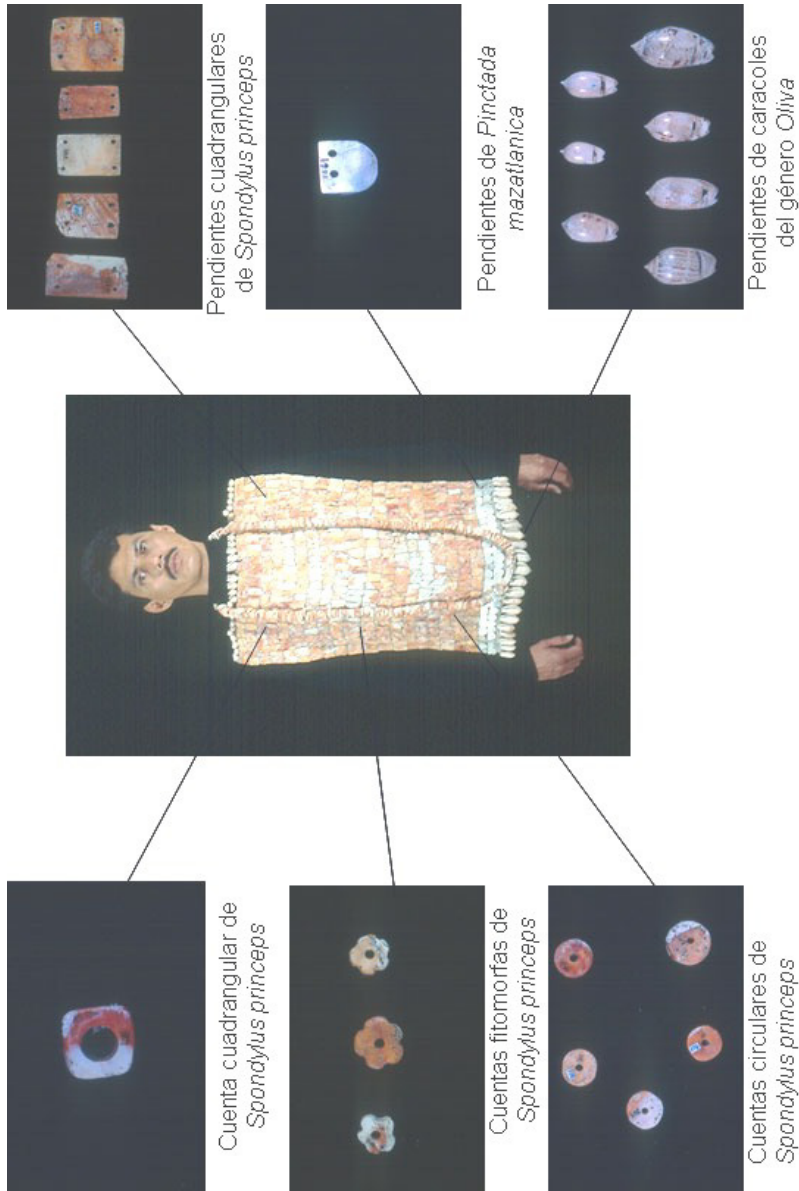 Cuenta cuadrangular de
Spondylus princeps
Pendientes cuadrangulares
de Spondylus princeps
Cuentas fitomorfas de
Spondylus princeps
Pendientes de Pinctada
mazatlanica
Cuentas circulares de
Spondylus princeps
Pendientes de caracoles
del género Oliva